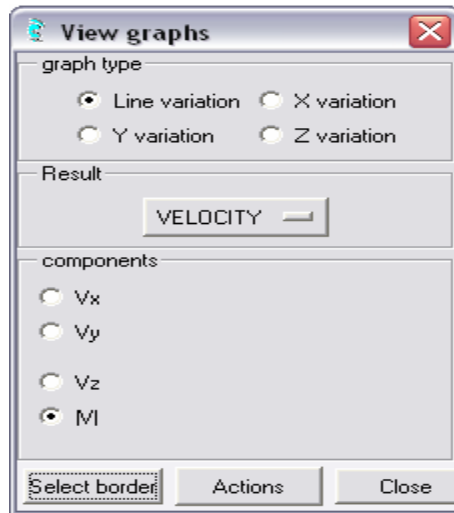 View graphs
graph type
Line variation X variation
Y variation Z variation
Result
VELOCITY
components
Vx
Vy
Vz
IVI
Select border Actions Close